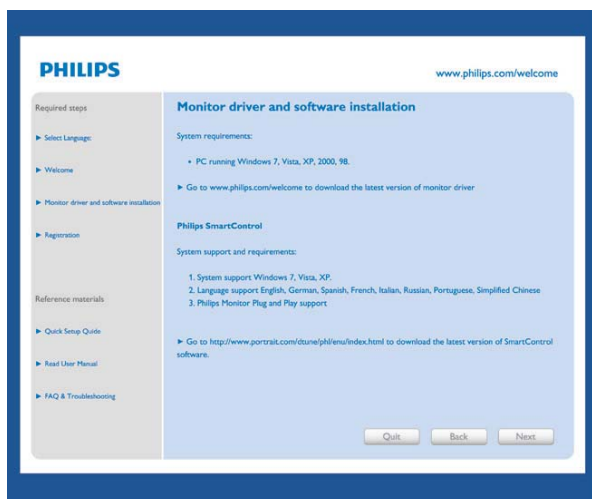 PHILIPS
www.philips.com/welcome
Required steps
Select Language:
Welcome
Monitor driver and software installation
Registration
Reference materials
Quick Setup Quide
Read User Manual
FAQ & Troubleshooting
Monitor driver and software installation
System requirements:
• PC running Windows 7, Vista, XP, 2000, 98.
Go to www.philips.com/welcome to download the latest version of monitor driver
Philips SmartControl
System support and requirements:
1. System support Windows 7, Vista, XP.
2. Language support English, German, Spanish, French, Italian, Russian, Portuguese, Simplified Chinese
3. Philips Monitor Plug and Play support
Go to http://www.portrait.com/dtune/phl/enu/index.html to download the latest version of SmartControl
software.
Quit
Back
Next